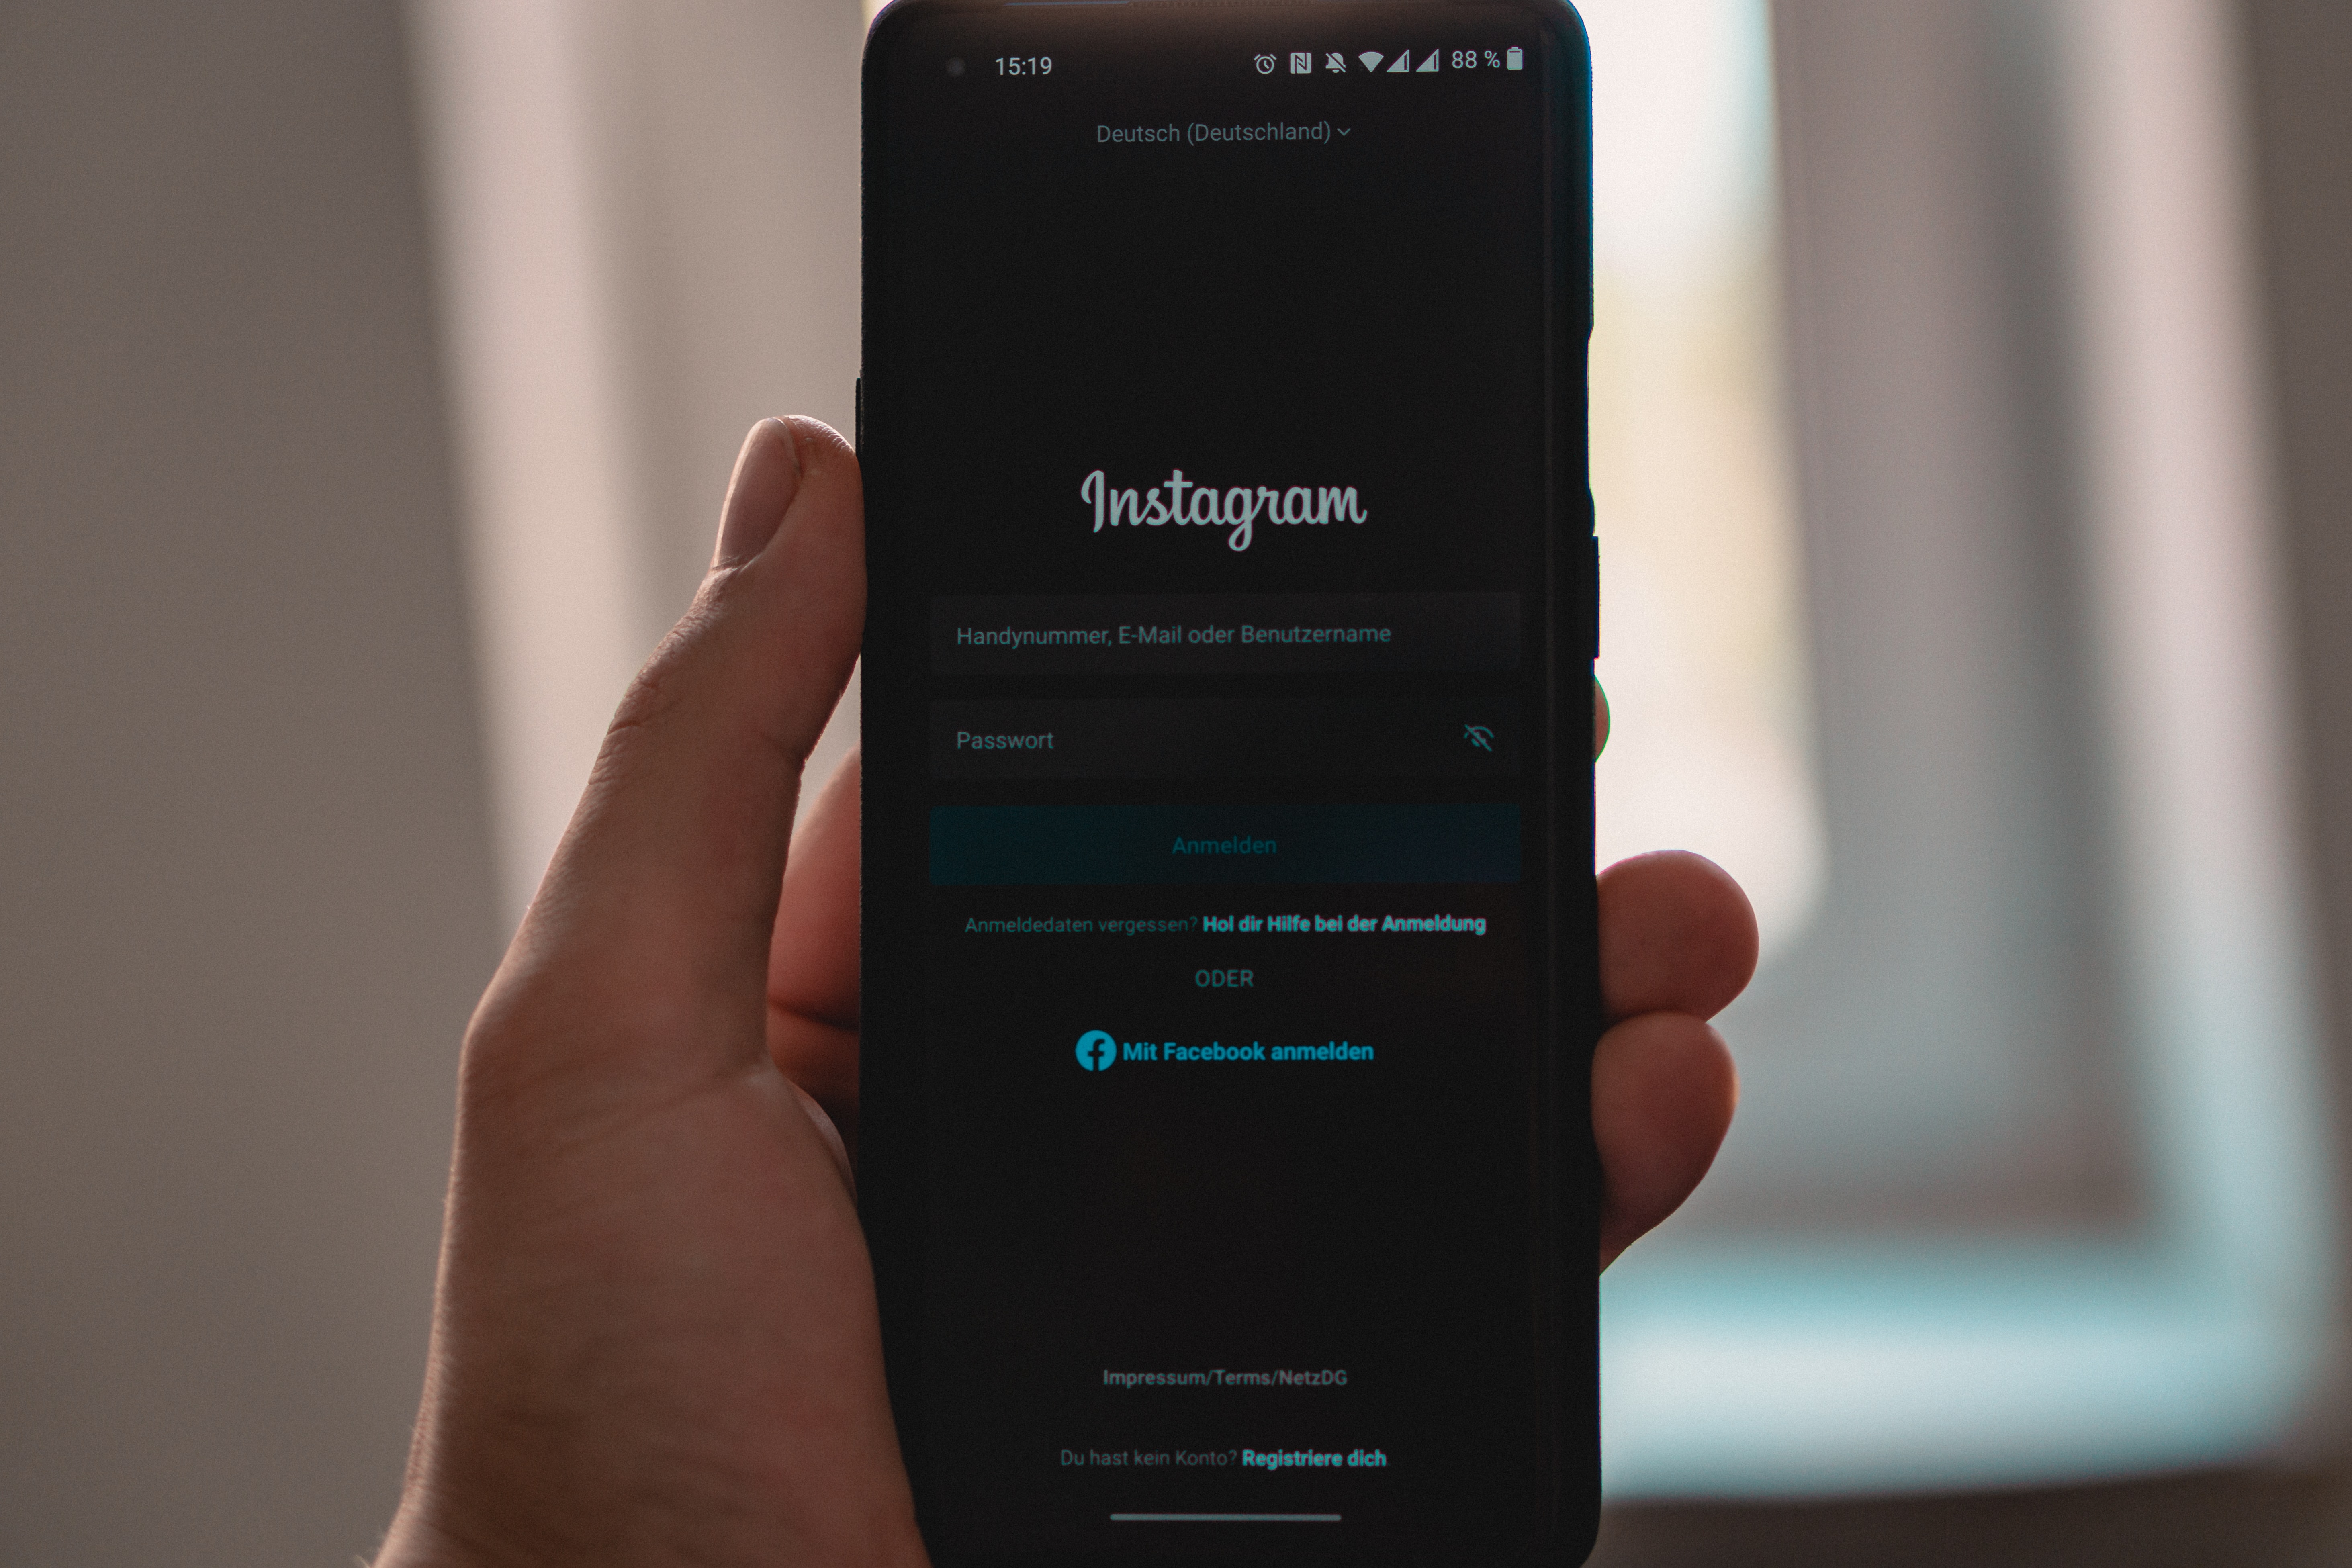 15:19 88 %
Deutsch (Deutschland)
Instagram
Handynummer, E-Mail oder Benutzername
Passwort
Anmelden
Anmeldedaten vergessen? Hol dir Hilfe bei der Anmeldung
ODER
Mit Facebook anmelden
Impressum/Terms/NetzDG
Du hast kein Konto? Registriere dich